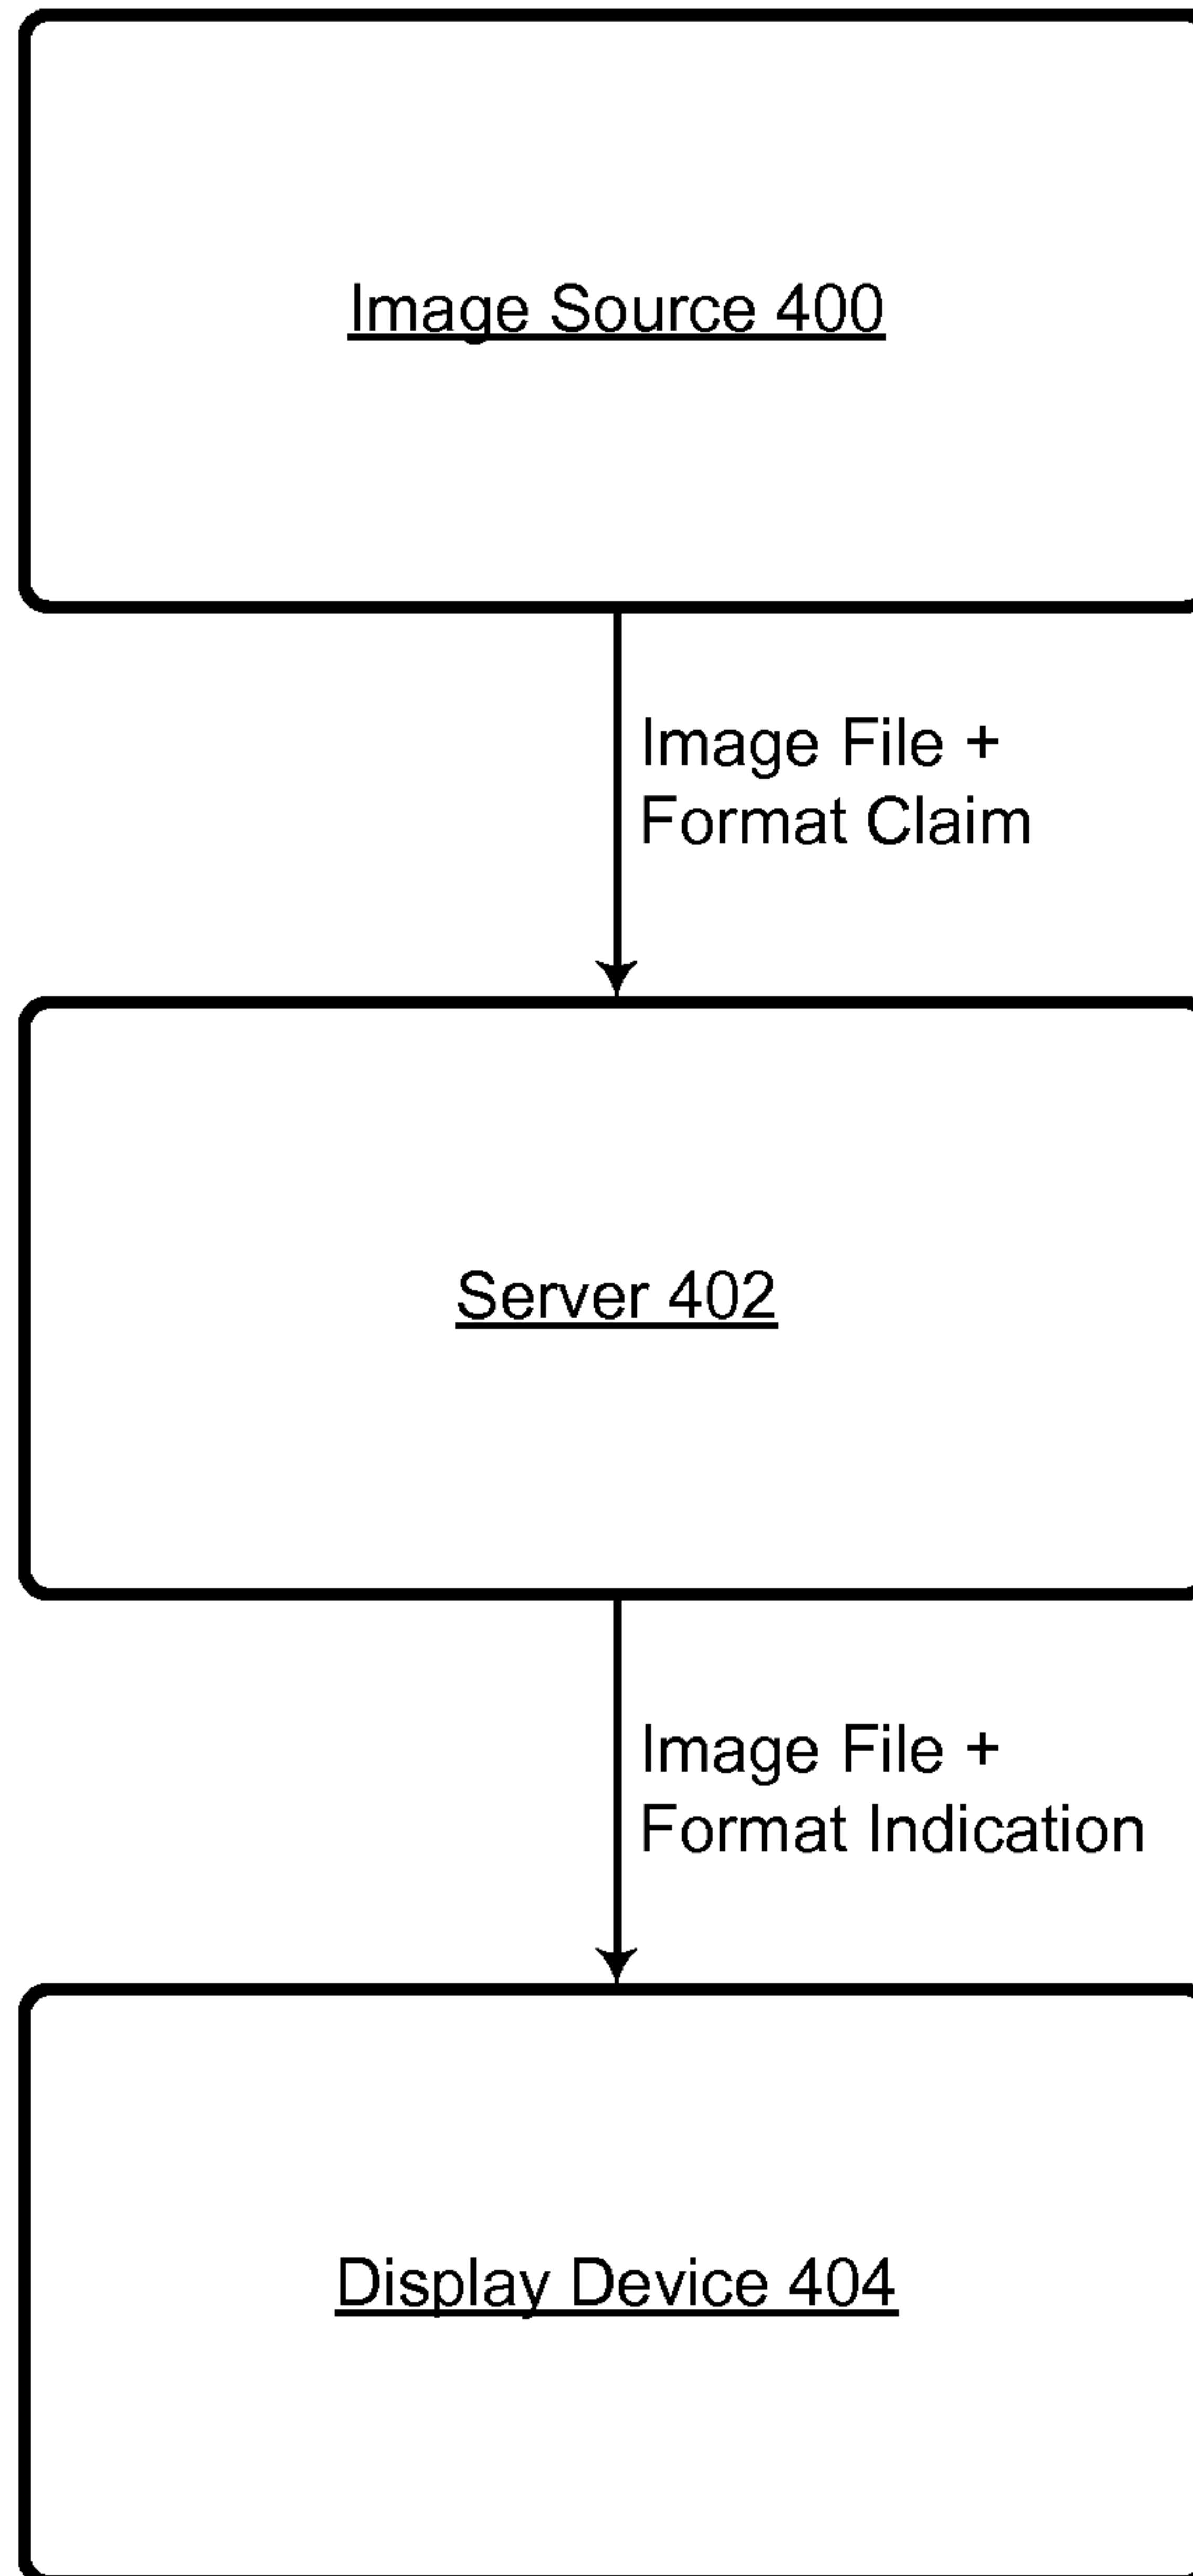 Image Source 400
Image File +
Format Claim
Server 402
Image File +
Format Indication
Display Device 404